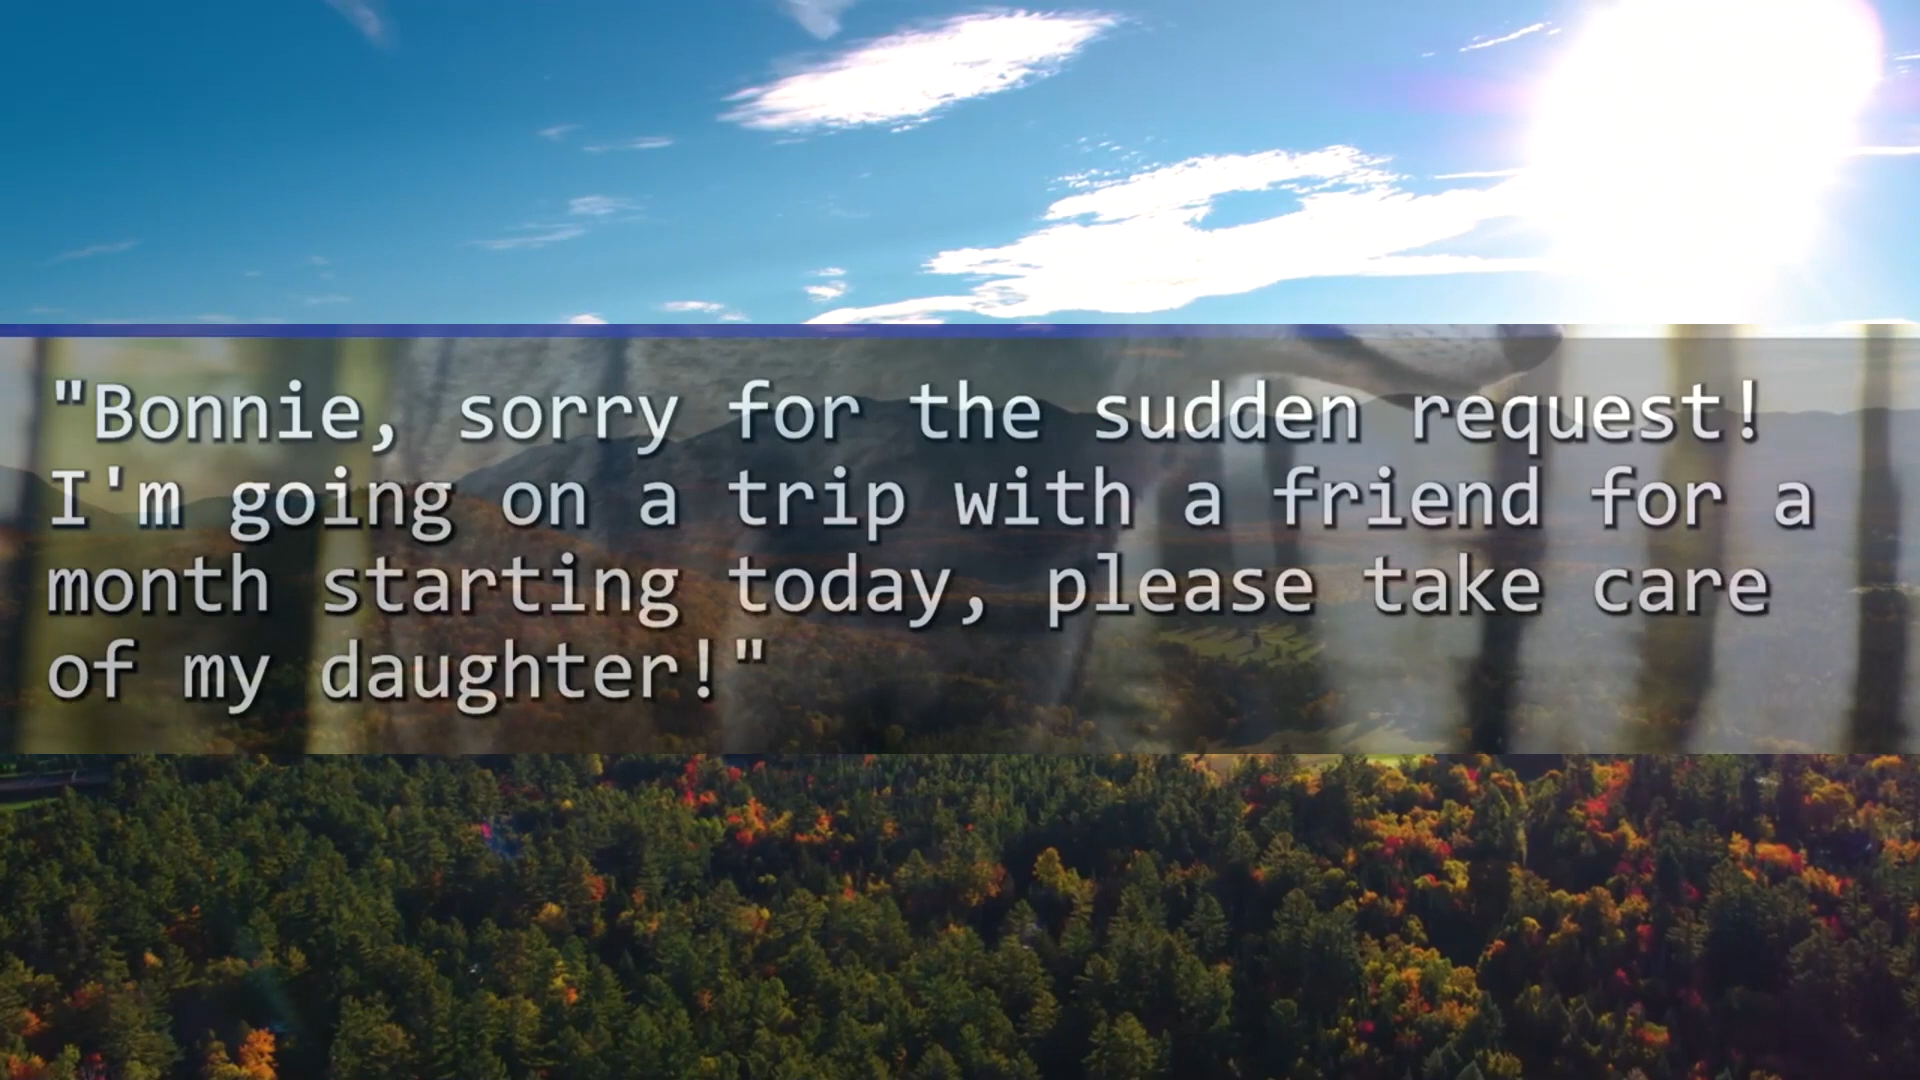 "Bonnie, sorry for the sudden request!
I'm going on a trip with a friend for a
month starting today, please take care
of my daughter!"